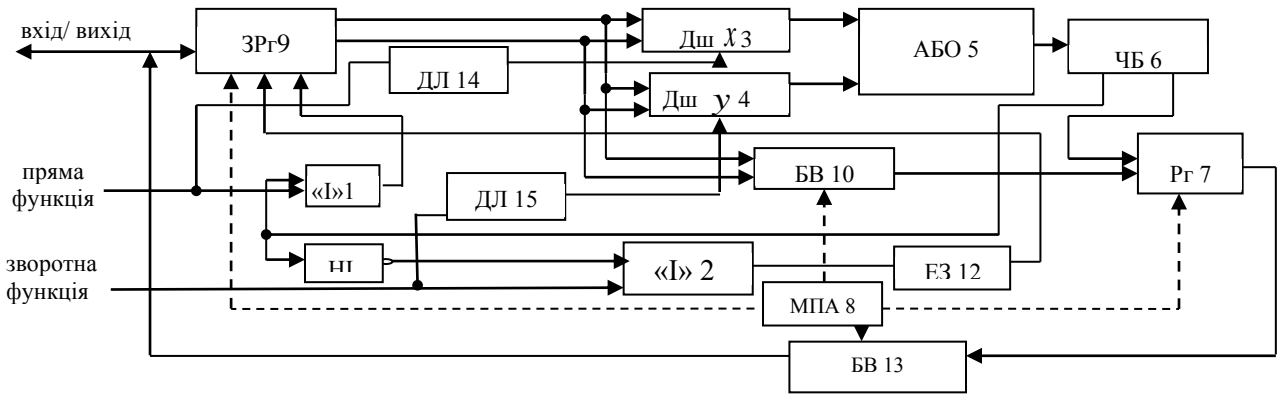 вхід/ вихід
ЗРг9
Дш x 3
АБО 5
ЧБ 6
ДЛ 14
Дш y 4
пряма
функція
«І»1
БВ 10
Рг 7
ДЛ 15
зворотна
функція
«І» 2
ЕЗ 12
МПА 8
БВ 13